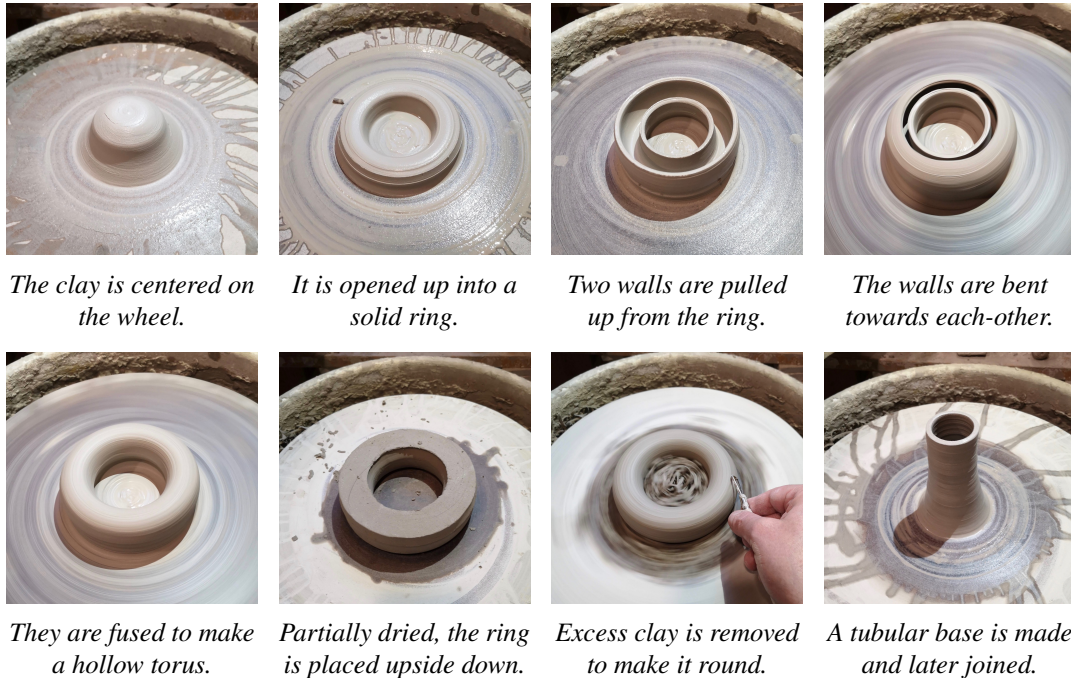 The clay is centered on
the wheel.
It is opened up into a
solid ring.
Two walls are pulled
up from the ring.
The walls are bent
towards each-other.
They are fused to make
a hollow torus.
Partially dried, the ring
is placed upside down.
Excess clay is removed
to make it round.
A tubular base is made
and later joined.